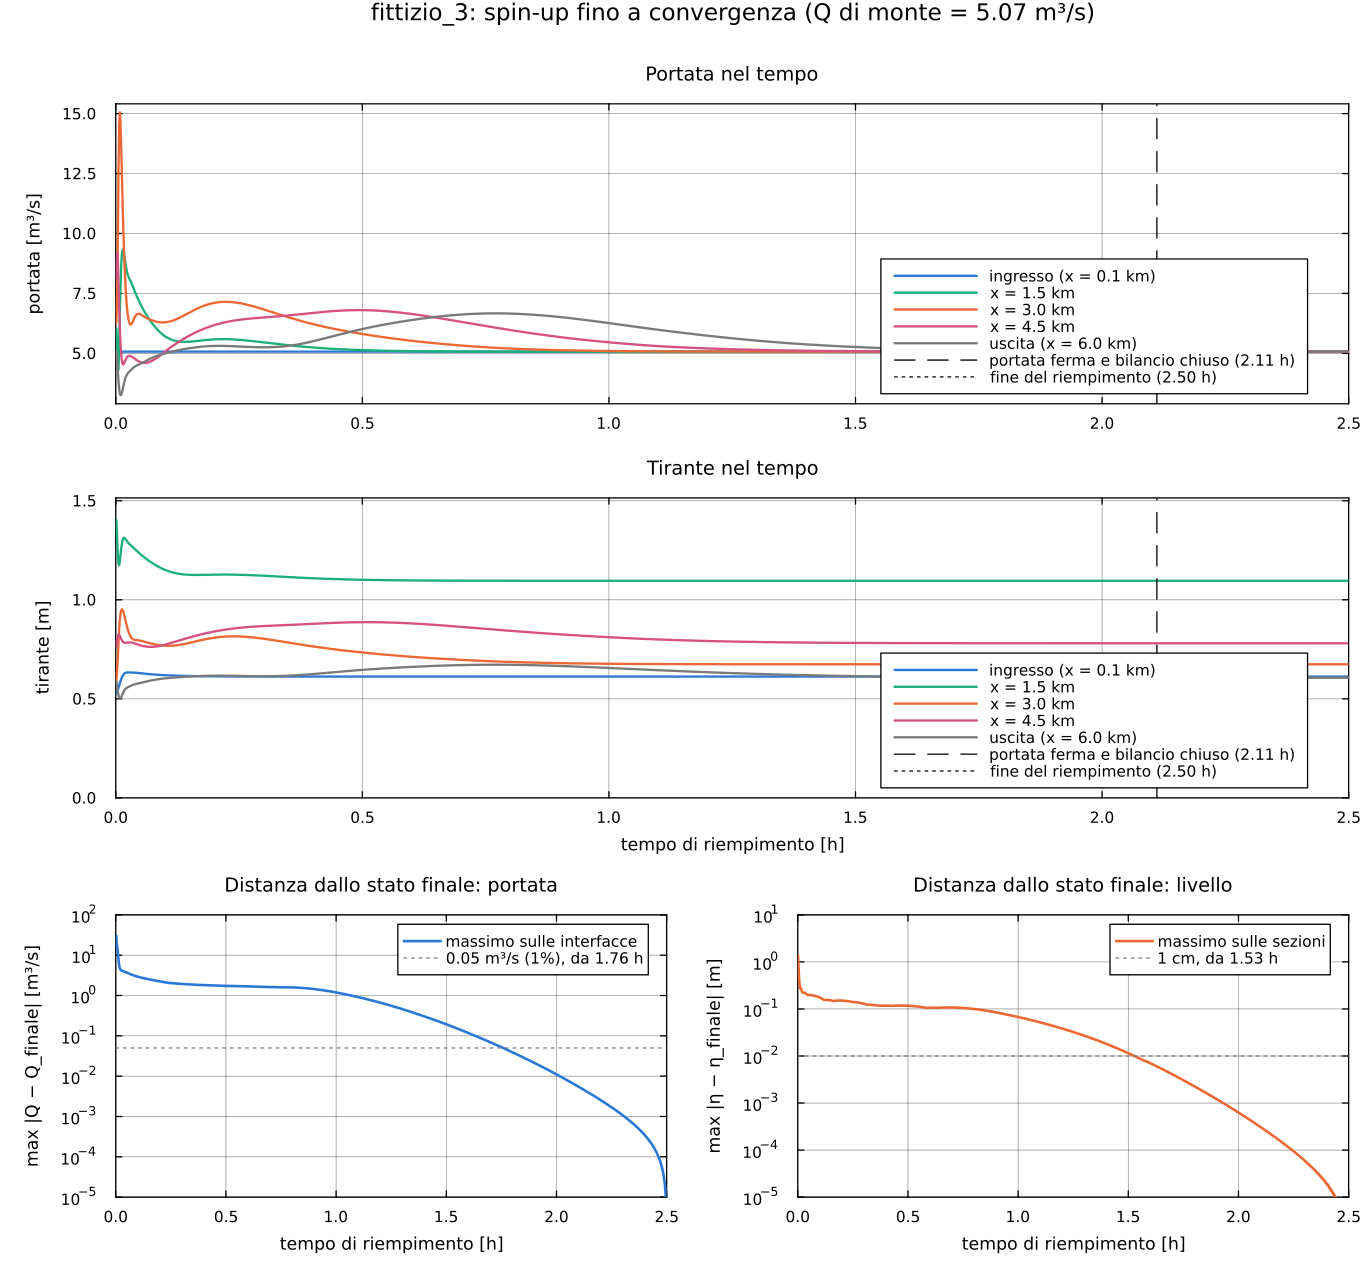 fittizio_3: spin-up fino a convergenza (Q di monte = 5.07 m³/s)
Portata nel tempo
portata [m³/s]
15.0
12.5
10.0
7.5
5.0
ingresso (x = 0.1 km)
x = 1.5 km
x = 3.0 km
x = 4.5 km
uscita (x = 6.0 km)
portata ferma e bilancio chiuso (2.11 h)
fine del riempimento (2.50 h)
0.0 0.5 1.0 1.5 2.0 2.5
Tirante nel tempo
tirante [m]
1.5
1.0
0.5
0.0
ingresso (x = 0.1 km)
x = 1.5 km
x = 3.0 km
x = 4.5 km
uscita (x = 6.0 km)
portata ferma e bilancio chiuso (2.11 h)
fine del riempimento (2.50 h)
0.0 0.5 1.0 1.5 2.0 2.5
tempo di riempimento [h]
Distanza dallo stato finale: portata
max |Q − Q_finale| [m³/s]
10²
10¹
10⁰
10⁻¹
10⁻²
10⁻³
10⁻⁴
10⁻⁵
massimo sulle interfacce
0.05 m³/s (1%), da 1.76 h
0.0 0.5 1.0 1.5 2.0 2.5
tempo di riempimento [h]
Distanza dallo stato finale: livello
max |η − η_finale| [m]
10¹
10⁰
10⁻¹
10⁻²
10⁻³
10⁻⁴
10⁻⁵
massimo sulle sezioni
1 cm, da 1.53 h
0.0 0.5 1.0 1.5 2.0 2.5
tempo di riempimento [h]